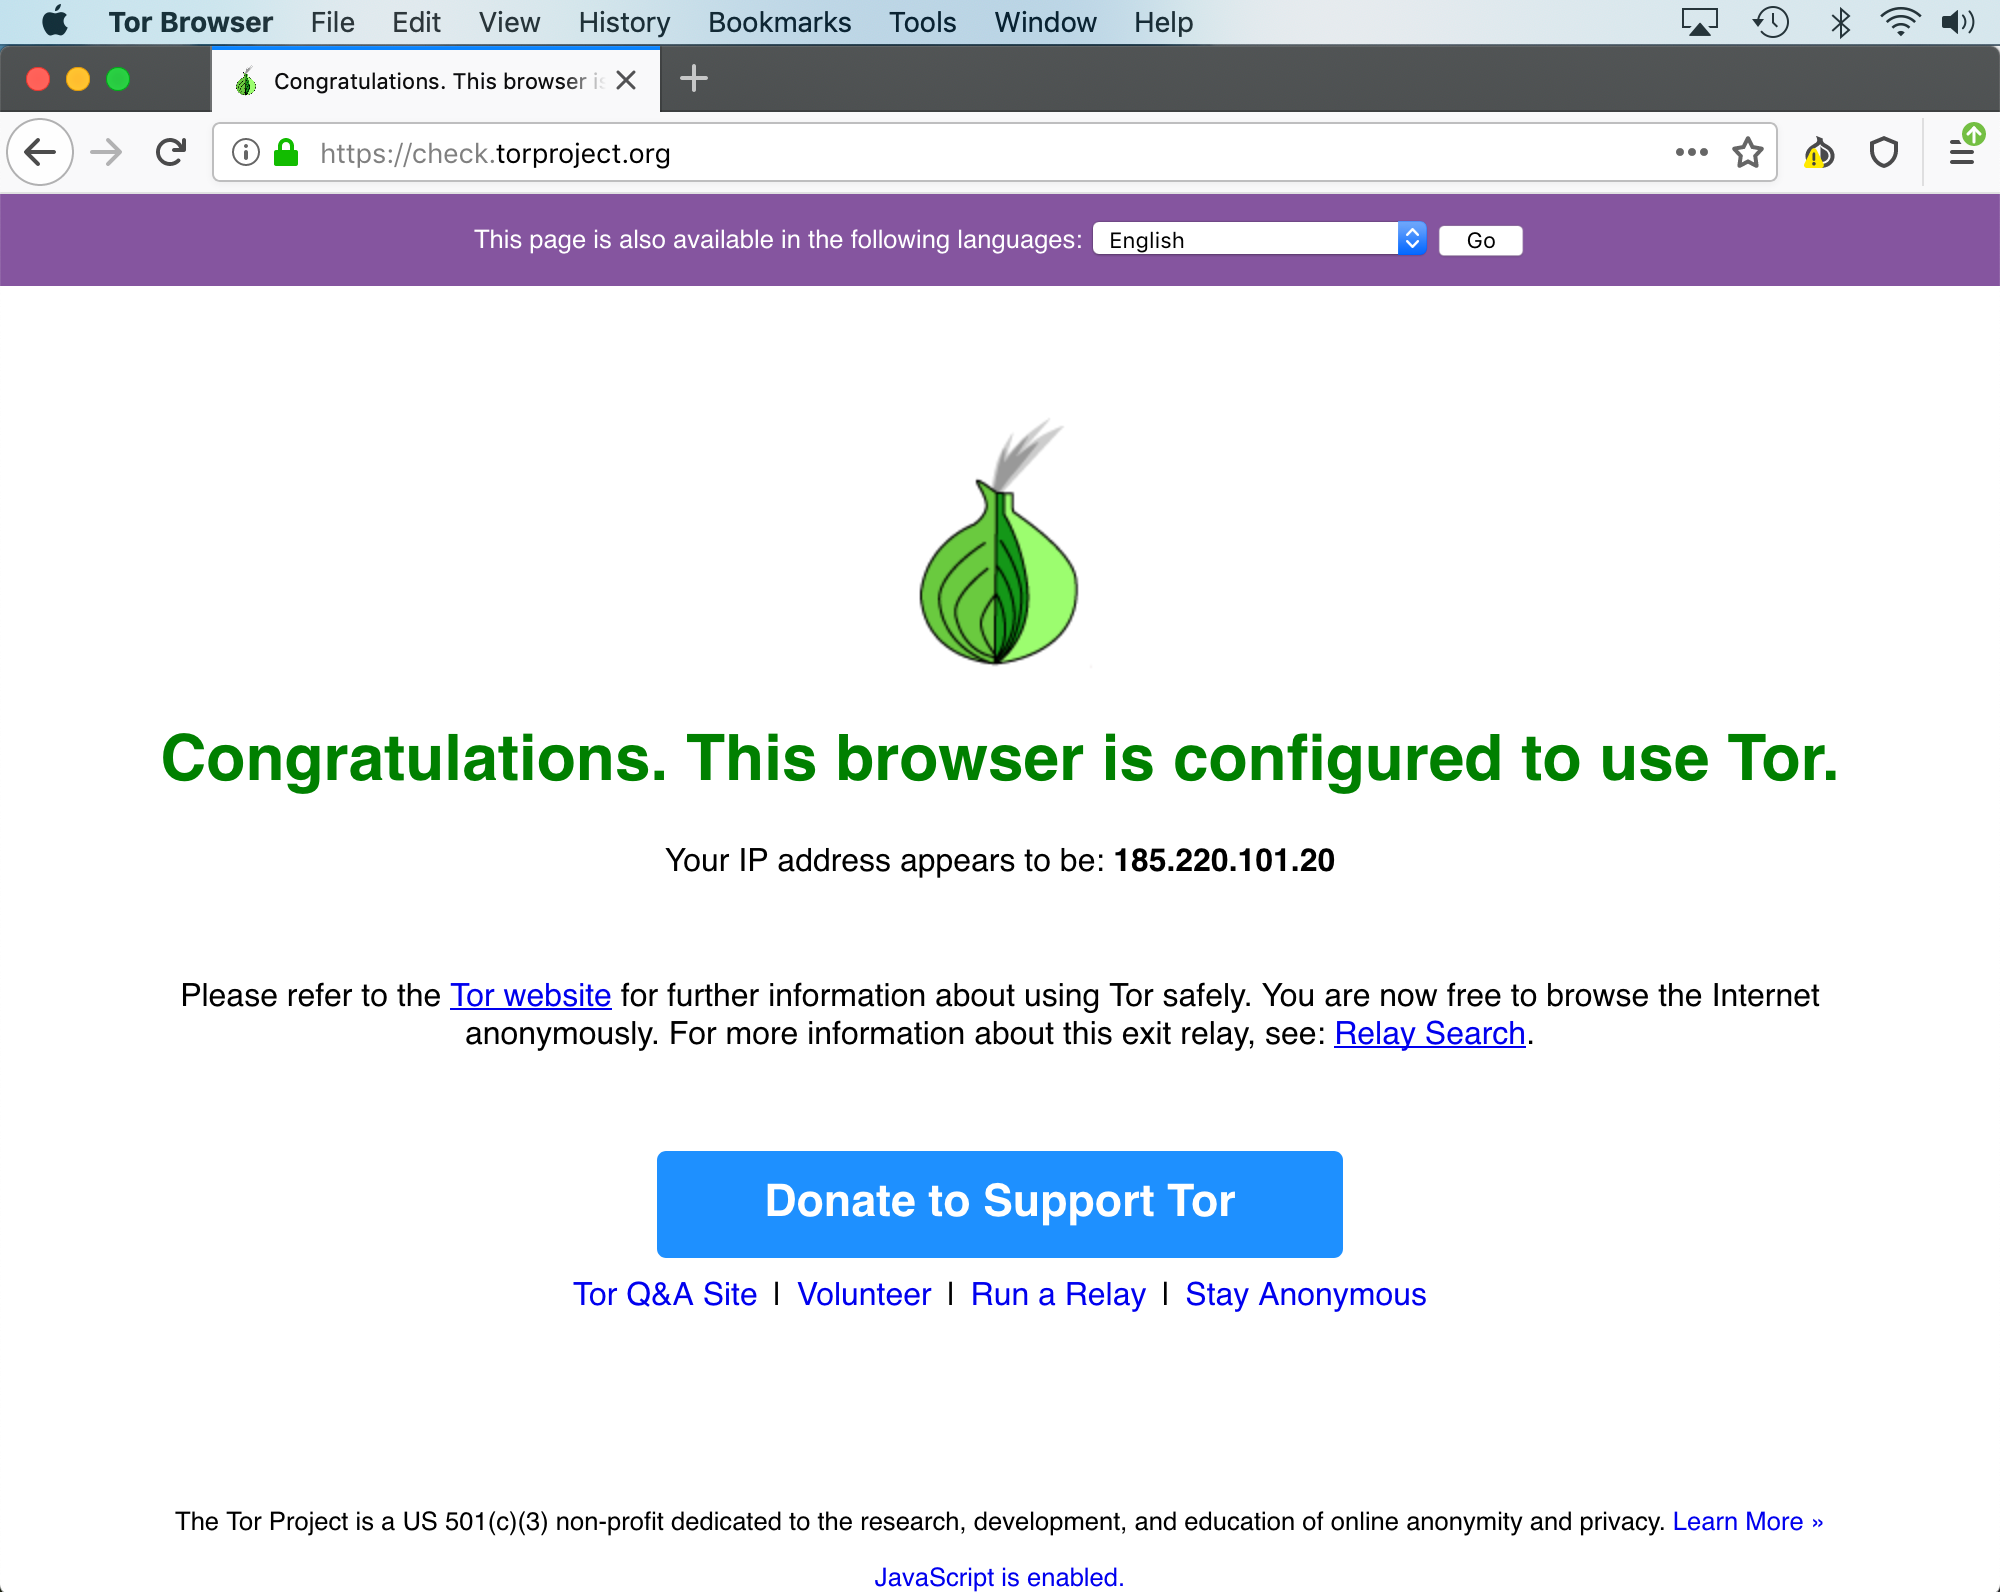 Tor Browser File Edit View History Bookmarks Tools Window Help
Congratulations. This browser is
https://check.torproject.org
This page is also available in the following languages: English Go
Congratulations. This browser is configured to use Tor.
Your IP address appears to be: 185.220.101.20
Please refer to the Tor website for further information about using Tor safely. You are now free to browse the Internet
anonymously. For more information about this exit relay, see: Relay Search.
Donate to Support Tor
Tor Q&A Site | Volunteer | Run a Relay | Stay Anonymous
The Tor Project is a US 501(c)(3) non-profit dedicated to the research, development, and education of online anonymity and privacy. Learn More »
JavaScript is enabled.